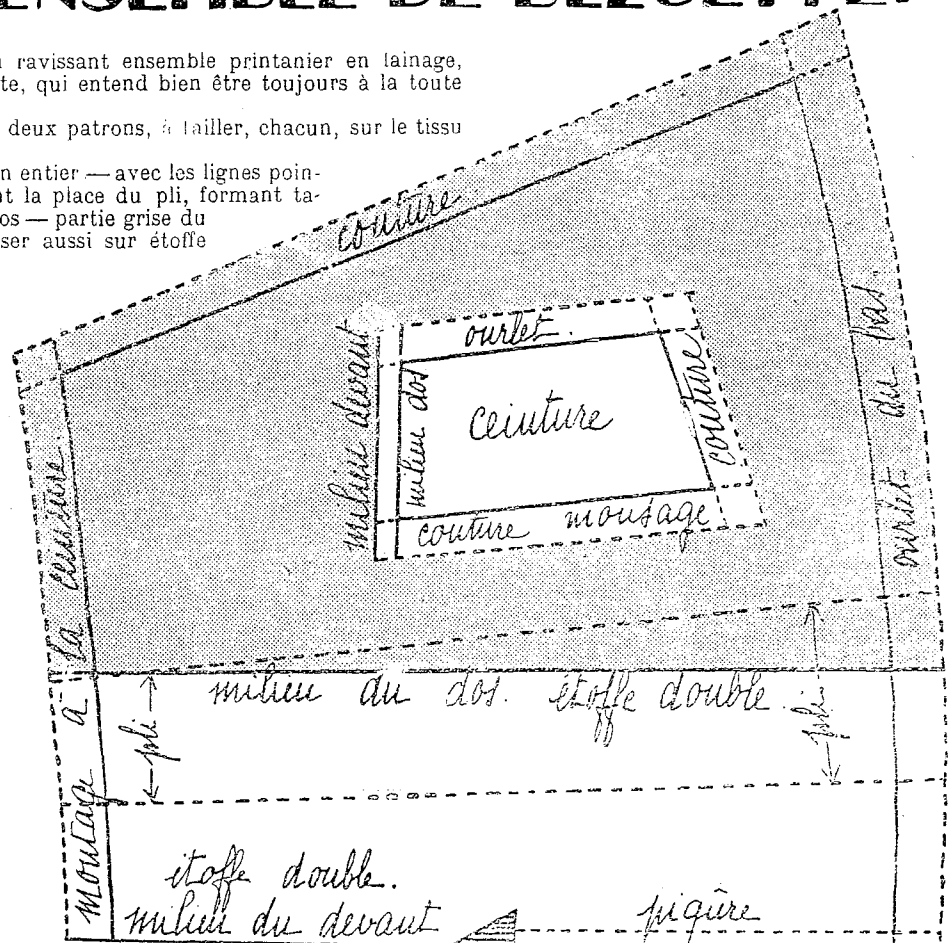 ENSEMBLE DE BLEUETTE.
ravissant ensemble printanier en lainage,
te, qui entend bien être toujours à la toute
deux patrons, à tailler, chacun, sur le tissu
n entier — avec les lignes poin-
nt la place du pli, formant ta-
os — partie grise du
ser aussi sur étoffe
couture
ourlet du bas.
milieu devant
milieu dos
ourlet.
ceinture
couture
couture montage
montage à la ceinture.
milieu du dos. étoffe double.
pli
pli
étoffe double.
milieu du devant
piqûre